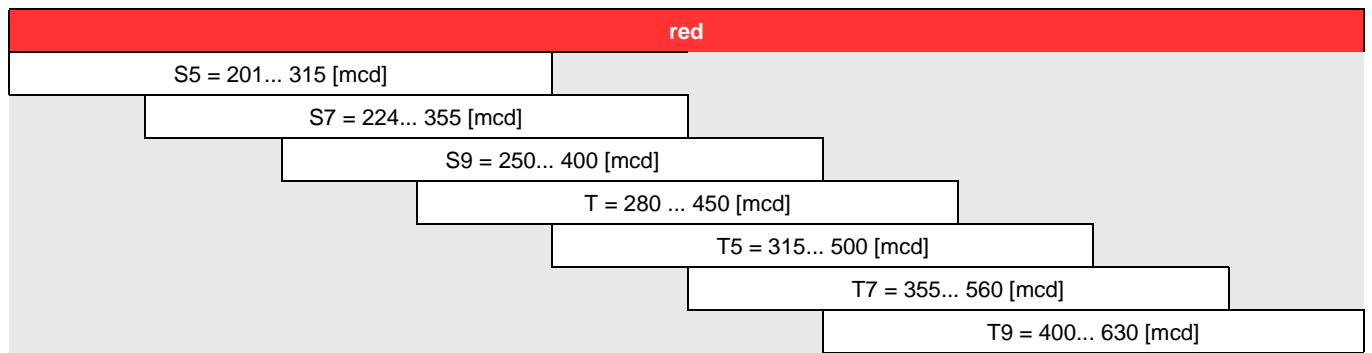 red
S5 = 201... 315 [mcd]
S7 = 224... 355 [mcd]
S9 = 250... 400 [mcd]
T = 280 ... 450 [mcd]
T5 = 315... 500 [mcd]
T7 = 355... 560 [mcd]
T9 = 400... 630 [mcd]